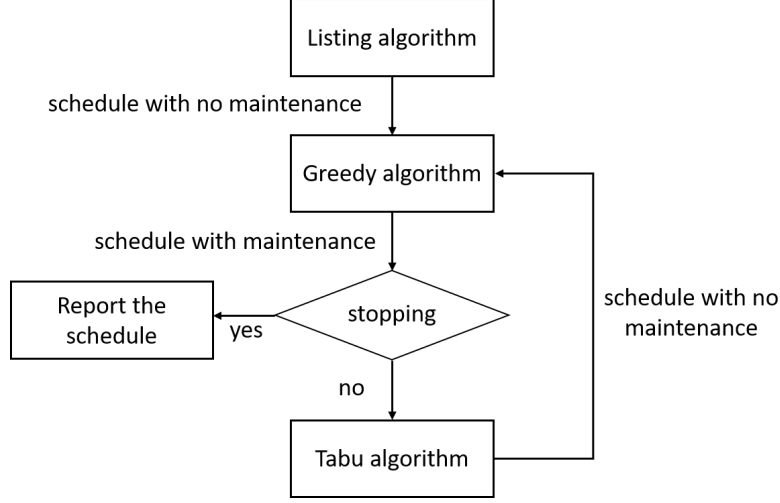 Listing algorithm
schedule with no maintenance
Greedy algorithm
schedule with maintenance
stopping
Report the
schedule
yes
schedule with no
maintenance
no
Tabu algorithm